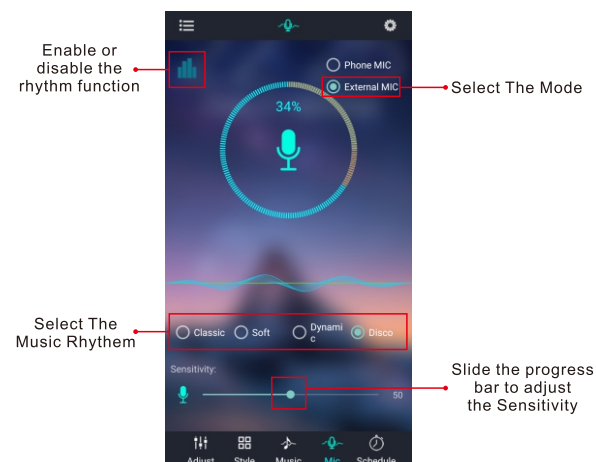 Enable or
disable the
rhythm function
Phone MIC
External MIC
Select The Mode
34%
Select The
Music Rhythem
Classic
Soft
Dynami
c
Disco
Sensitivity:
50
Slide the progress
bar to adjust
the Sensitivity
Adjust
Style
Music
Mic
Schedule